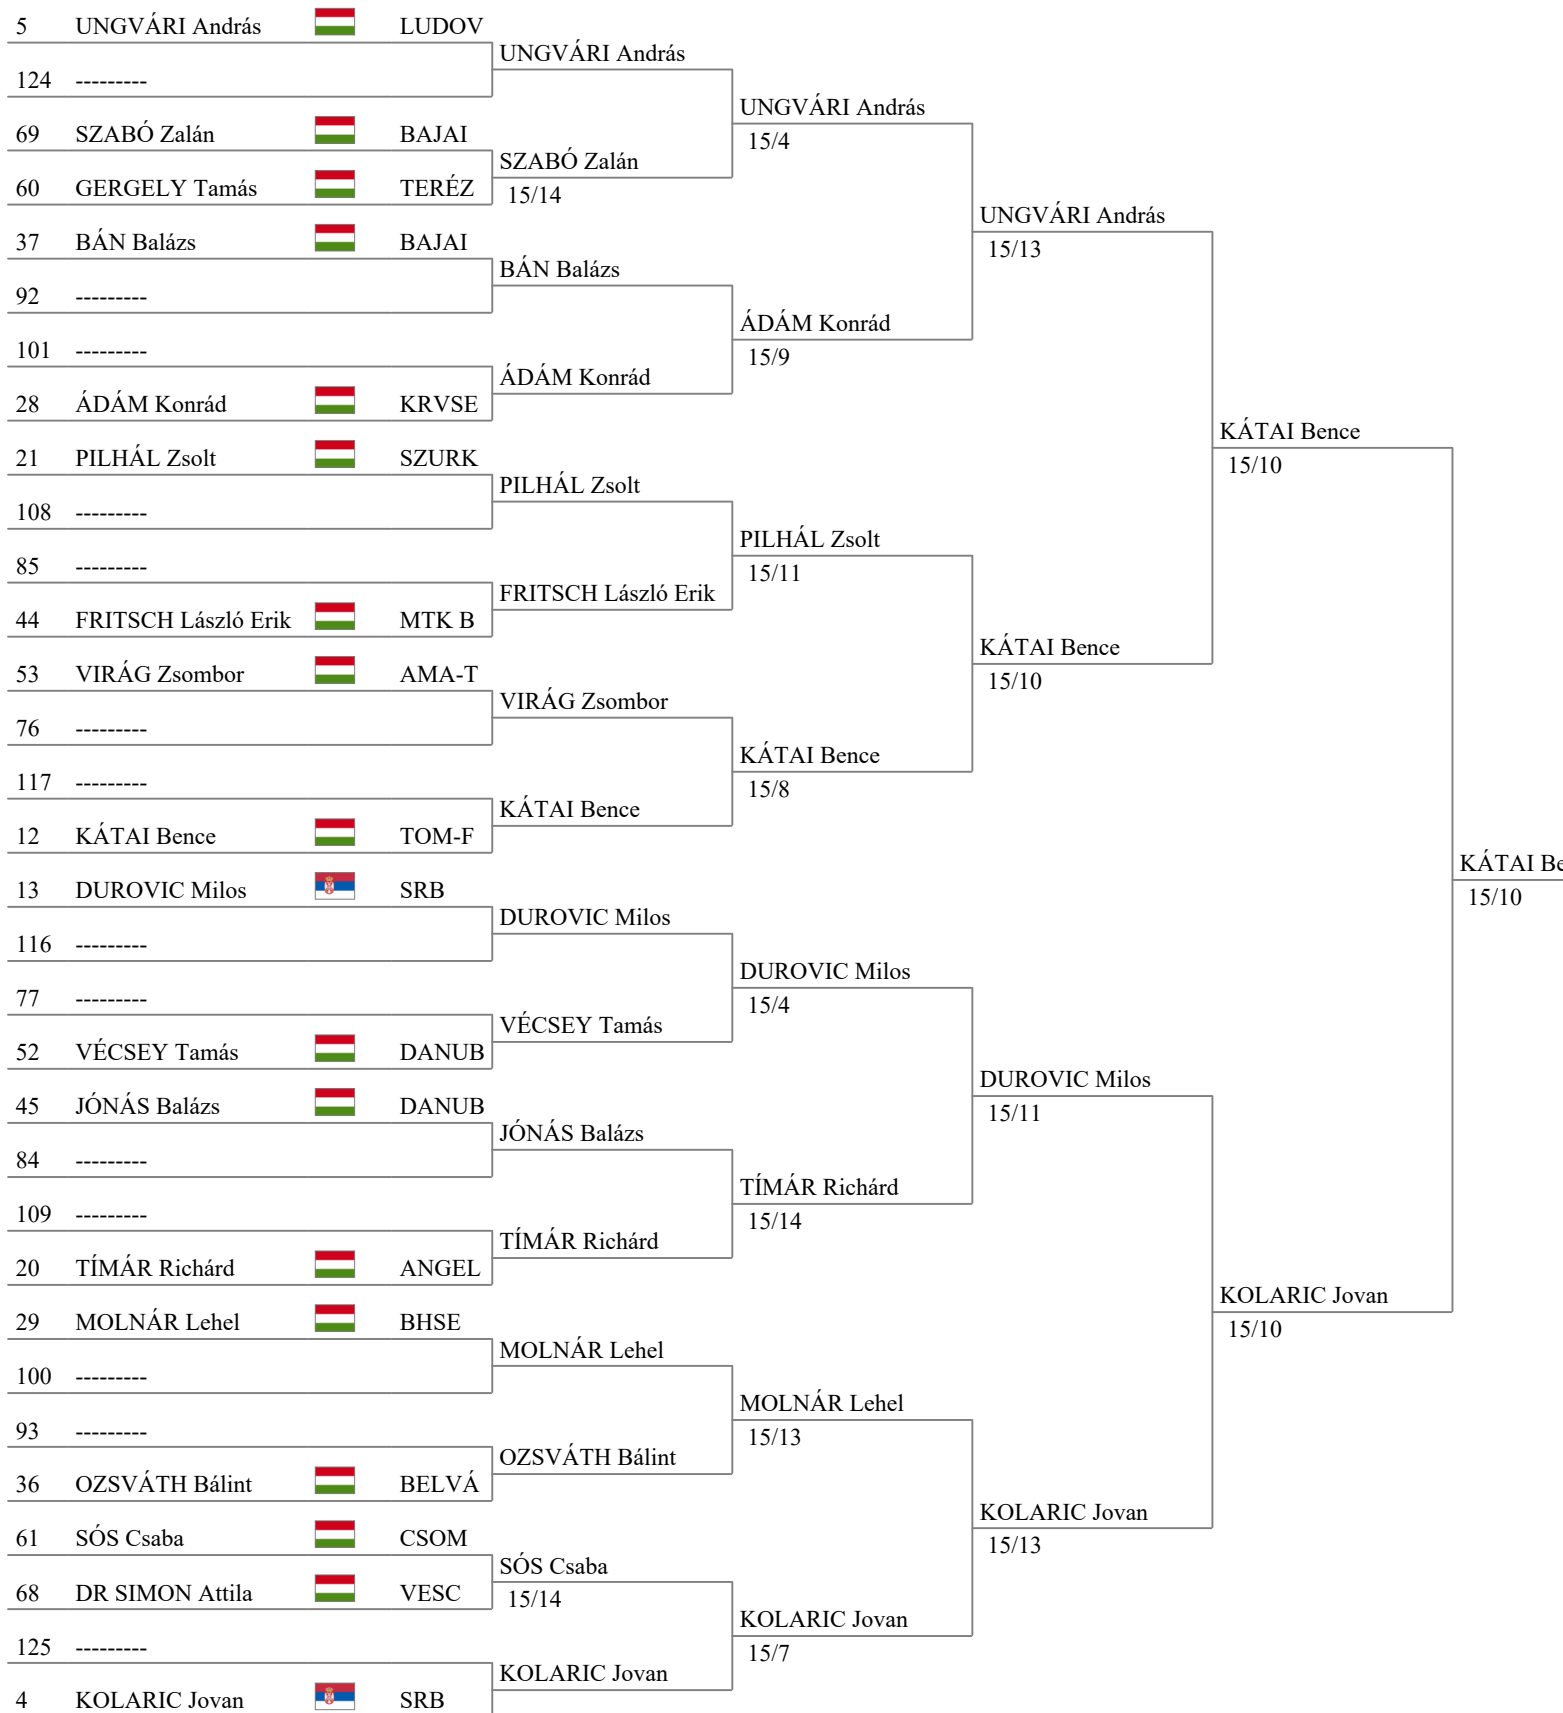 5 UNGVÁRI András LUDOV
124 ---------
69 SZABÓ Zalán BAJAI
60 GERGELY Tamás TERÉZ
37 BÁN Balázs BAJAI
92 ---------
101 ---------
28 ÁDÁM Konrád KRVSE
21 PILHÁL Zsolt SZURK
108 ---------
85 ---------
44 FRITSCH László Erik MTK B
53 VIRÁG Zsombor AMA-T
76 ---------
117 ---------
12 KÁTAI Bence TOM-F
13 DUROVIC Milos SRB
116 ---------
77 ---------
52 VÉCSEY Tamás DANUB
45 JÓNÁS Balázs DANUB
84 ---------
109 ---------
20 TÍMÁR Richárd ANGEL
29 MOLNÁR Lehel BHSE
100 ---------
93 ---------
36 OZSVÁTH Bálint BELVÁ
61 SÓS Csaba CSOM
68 DR SIMON Attila VESC
125 ---------
4 KOLARIC Jovan SRB
UNGVÁRI András
SZABÓ Zalán
15/14
BÁN Balázs
ÁDÁM Konrád
PILHÁL Zsolt
FRITSCH László Erik
VIRÁG Zsombor
KÁTAI Bence
DUROVIC Milos
VÉCSEY Tamás
JÓNÁS Balázs
TÍMÁR Richárd
MOLNÁR Lehel
OZSVÁTH Bálint
SÓS Csaba
15/14
KOLARIC Jovan
UNGVÁRI András
15/4
ÁDÁM Konrád
15/9
PILHÁL Zsolt
15/11
KÁTAI Bence
15/8
DUROVIC Milos
15/4
TÍMÁR Richárd
15/14
MOLNÁR Lehel
15/13
KOLARIC Jovan
15/7
UNGVÁRI András
15/13
KÁTAI Bence
15/10
DUROVIC Milos
15/11
KOLARIC Jovan
15/13
KÁTAI Bence
15/10
KOLARIC Jovan
15/10
KÁTAI Be
15/10